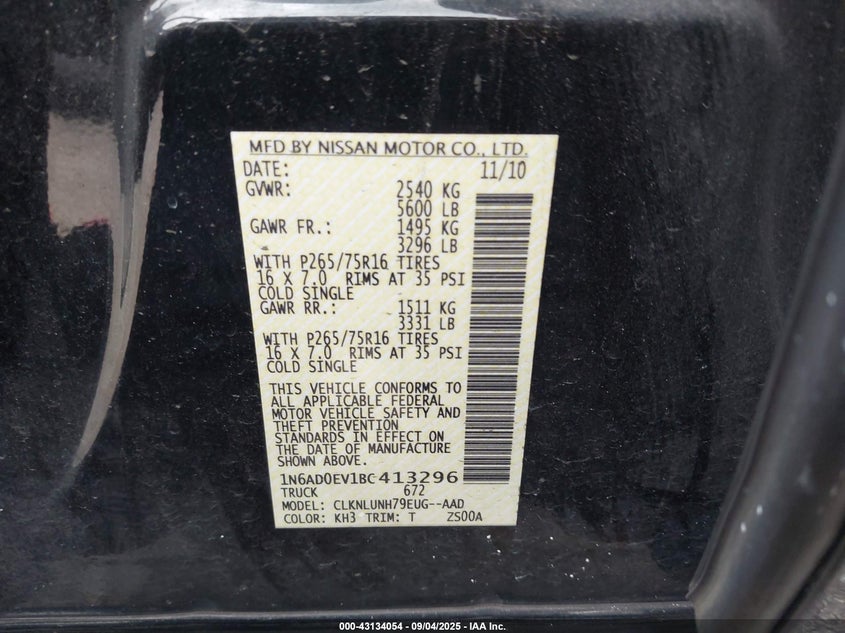 MFD BY NISSAN MOTOR CO., LTD.
DATE: 11/10
GVWR: 2540 KG
5600 LB
GAWR FR.: 1495 KG
3296 LB
WITH P265/75R16 TIRES
16 X 7.0 RIMS AT 35 PSI
COLD SINGLE
GAWR RR.: 1511 KG
3331 LB
WITH P265/75R16 TIRES
16 X 7.0 RIMS AT 35 PSI
COLD SINGLE
THIS VEHICLE CONFORMS TO
ALL APPLICABLE FEDERAL
MOTOR VEHICLE SAFETY AND
THEFT PREVENTION
STANDARDS IN EFFECT ON
THE DATE OF MANUFACTURE
SHOWN ABOVE.
1N6AD0EV1BC413296
TRUCK 672
MODEL: CLKNLUNH79EUG--AAD
COLOR: KH3 TRIM: T ZS00A
000-43134054 - 09/04/2025 - IAA Inc.